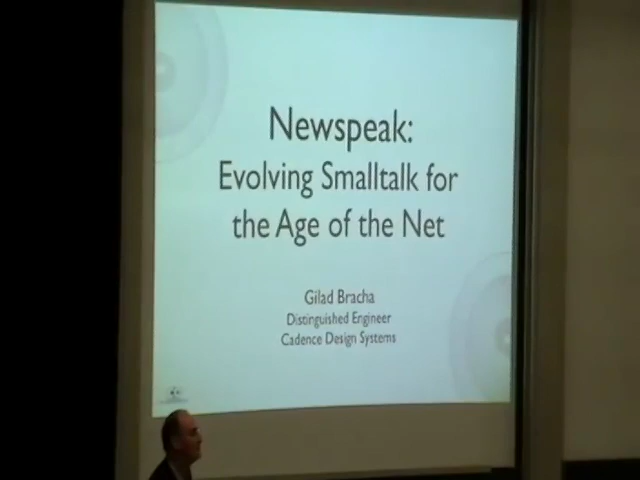 Newspeak:
Evolving Smalltalk for
the Age of the Net
Gilad Bracha
Distinguished Engineer
Cadence Design Systems